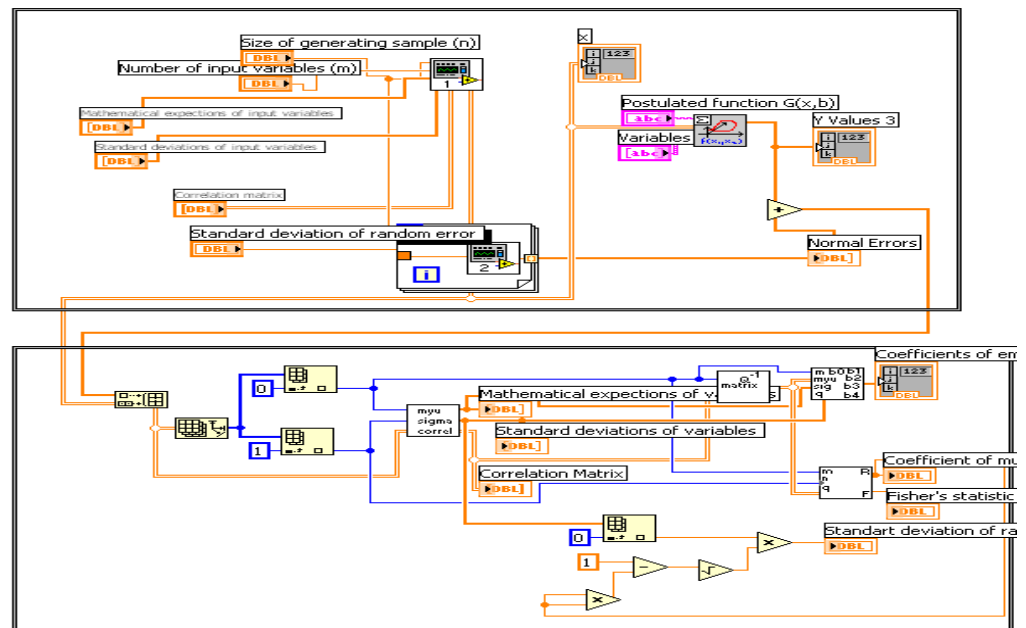 Size of generating sample (n)
DBL
Number of input variables (m)
DBL
1
Mathematical expections of input variables
[DBL]
Standard deviations of input variables
[DBL]
Correlation matrix
[DBL]
Standard deviation of random error
DBL
i
2
x
i
j
k
123
DBL
Postulated function G(x,b)
abc
Variables
[abc]
Σ
Y Values 3
i
j
k
123
DBL
+
Normal Errors
DBL]
0
1
myu
sigma
correl
Mathematical expections of v
DBL]
Standard deviations of variables
DBL]
Correlation Matrix
DBL]
matrix
m b0b1
myu b2
sig b3
q b4
Coefficients of em
i
j
123
DBL
m
R
q
F
Coefficient of mu
DBL
Fisher's statistic
DBL
Standart deviation of ra
DBL
0
1
-
√
x
x